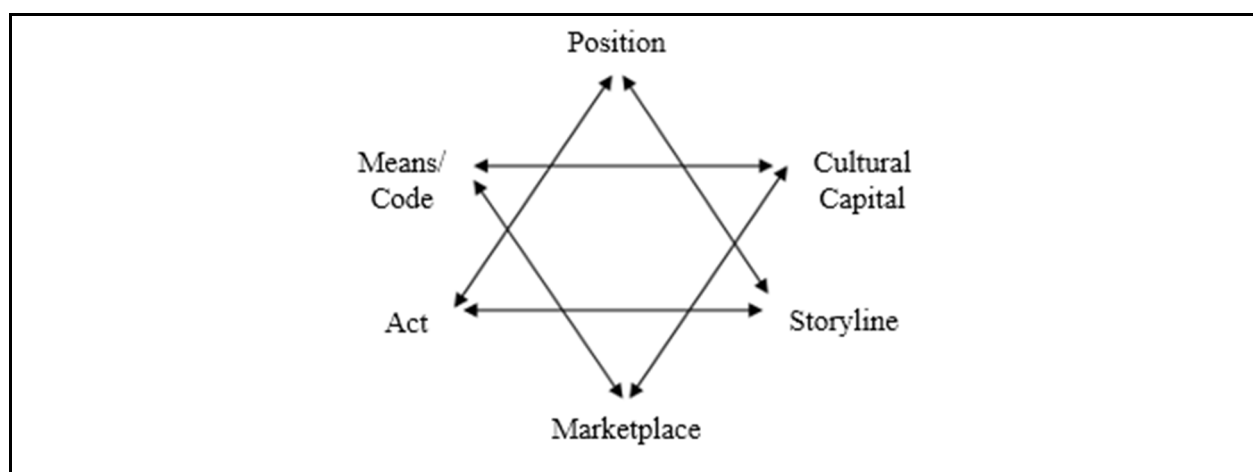 Position
Means/
Code
Cultural
Capital
Act
Storyline
Marketplace